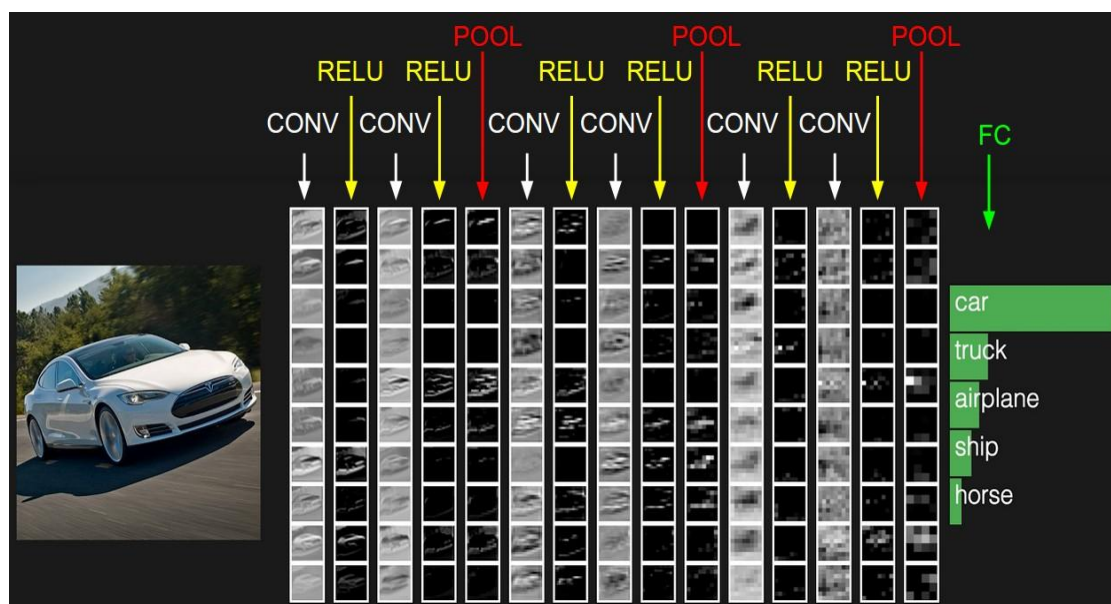 POOL POOL POOL
RELU RELU RELU RELU RELU RELU
CONV CONV CONV CONV CONV CONV
FC
car
truck
airplane
ship
horse